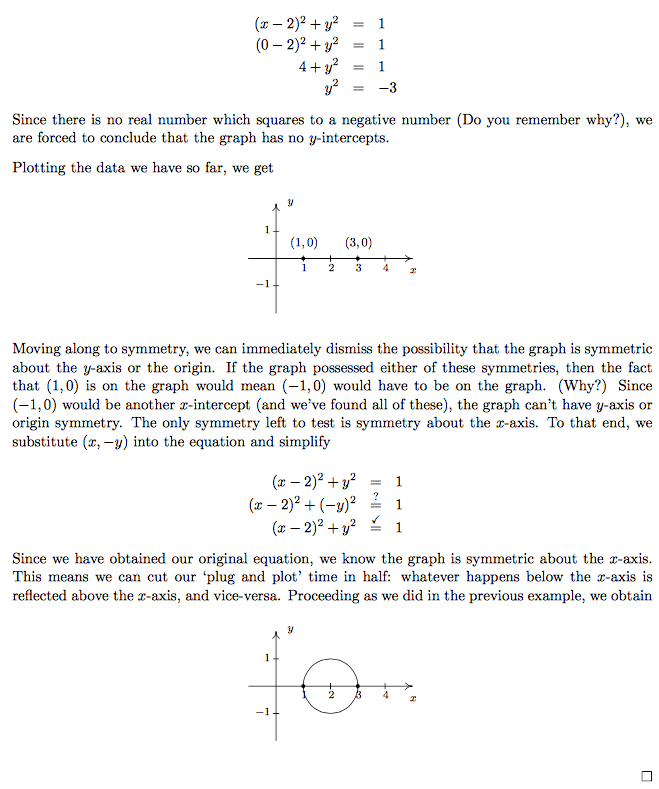 (x − 2)² + y² = 1
(0 − 2)² + y² = 1
4 + y² = 1
y² = −3
Since there is no real number which squares to a negative number (Do you remember why?), we
are forced to conclude that the graph has no y-intercepts.
Plotting the data we have so far, we get
y
1
(1, 0) (3, 0)
1 2 3 4 x
−1
Moving along to symmetry, we can immediately dismiss the possibility that the graph is symmetric
about the y-axis or the origin. If the graph possessed either of these symmetries, then the fact
that (1, 0) is on the graph would mean (−1, 0) would have to be on the graph. (Why?) Since
(−1, 0) would be another x-intercept (and we've found all of these), the graph can't have y-axis or
origin symmetry. The only symmetry left to test is symmetry about the x-axis. To that end, we
substitute (x, −y) into the equation and simplify
(x − 2)² + y² = 1
(x − 2)² + (−y)² ≟ 1
(x − 2)² + y² =✓ 1
Since we have obtained our original equation, we know the graph is symmetric about the x-axis.
This means we can cut our ‘plug and plot’ time in half: whatever happens below the x-axis is
reflected above the x-axis, and vice-versa. Proceeding as we did in the previous example, we obtain
y
1
1 2 3 4 x
−1
□